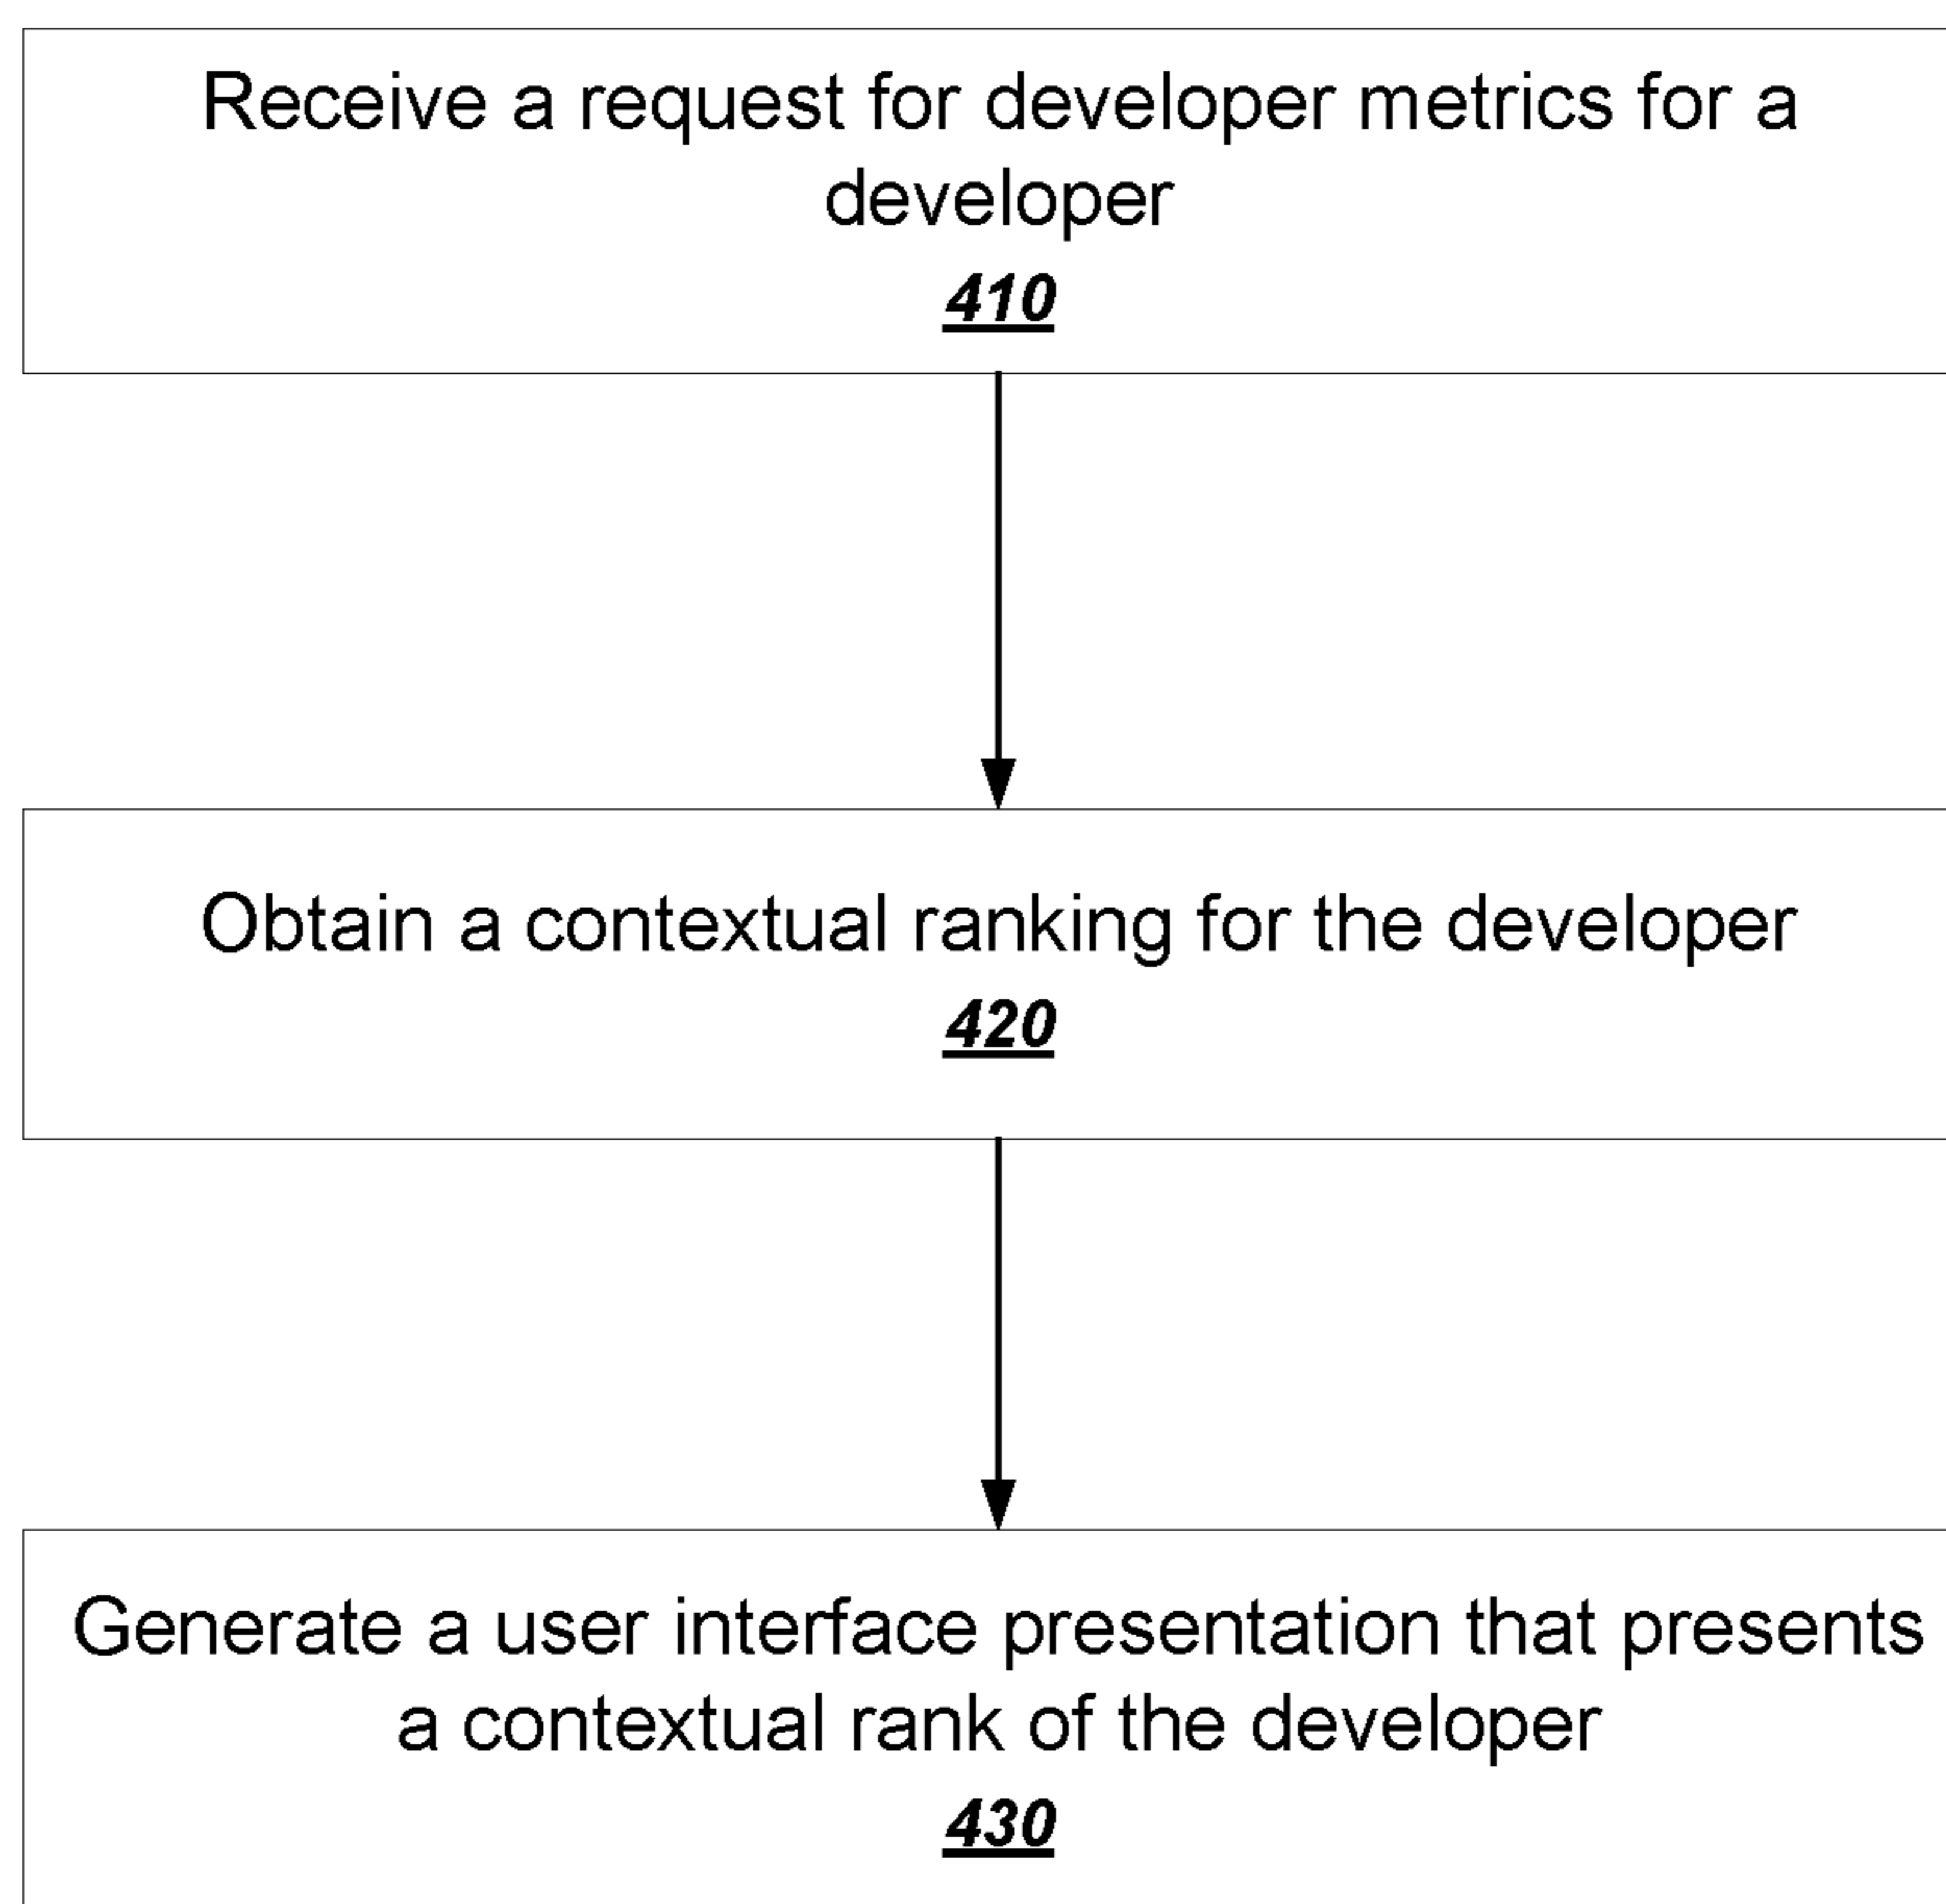 Receive a request for developer metrics for a
developer
410
Obtain a contextual ranking for the developer
420
Generate a user interface presentation that presents
a contextual rank of the developer
430